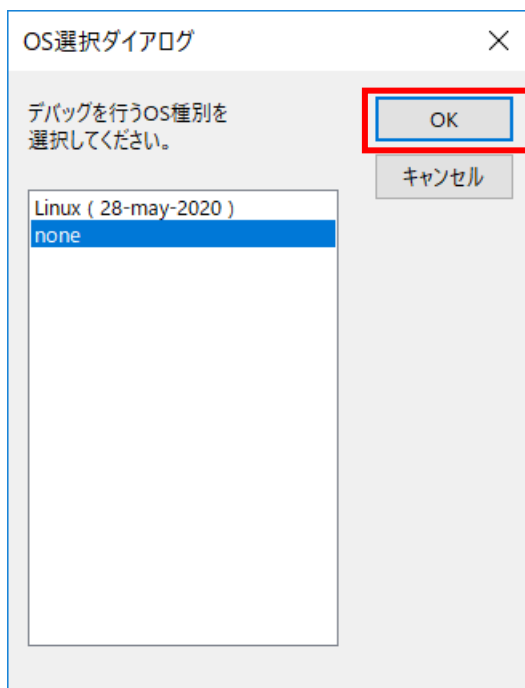 OS選択ダイアログ
デバッグを行うOS種別を
選択してください。
OK
キャンセル
Linux ( 28-may-2020 )
none